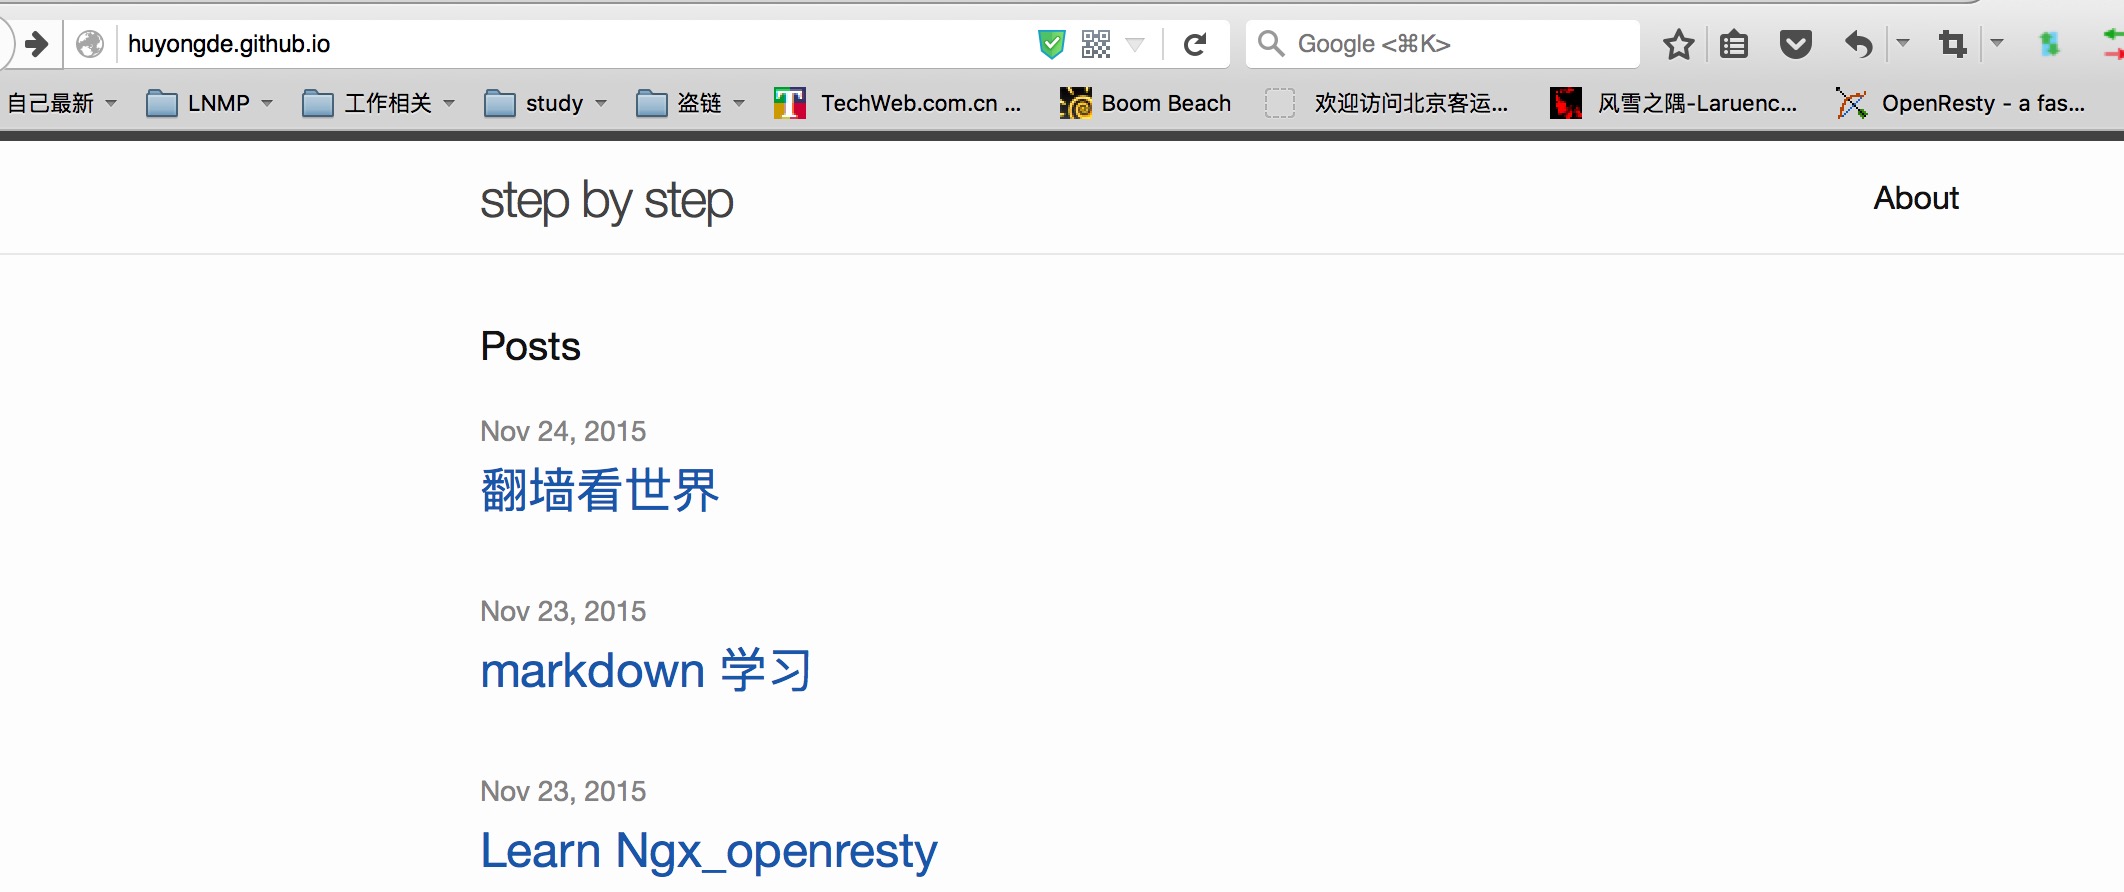 huyongde.github.io
Google <⌘K>
自己最新 LNMP 工作相关 study 盗链 TechWeb.com.cn ... Boom Beach 欢迎访问北京客运... 风雪之隅-Laruenc... OpenResty - a fas...
step by step About
Posts
Nov 24, 2015
翻墙看世界
Nov 23, 2015
markdown 学习
Nov 23, 2015
Learn Ngx_openresty